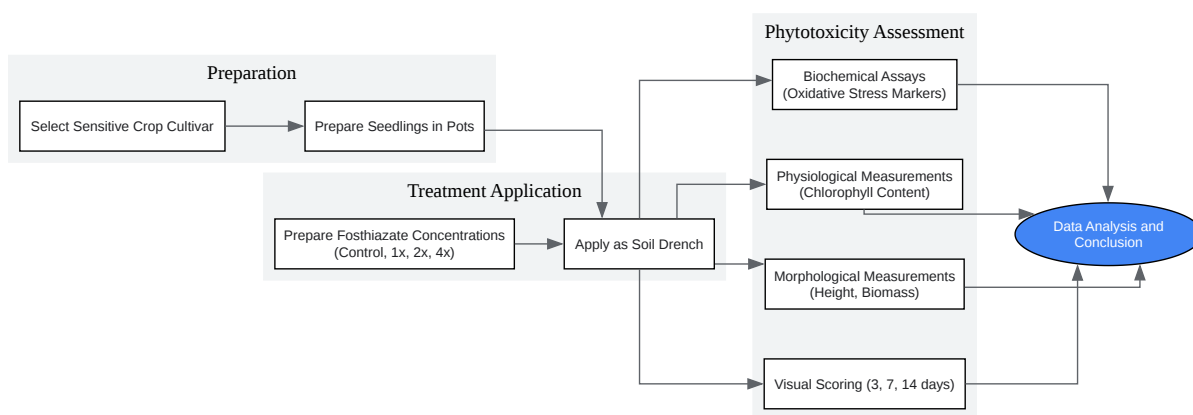 Preparation
Select Sensitive Crop Cultivar
Prepare Seedlings in Pots
Treatment Application
Prepare Fosthiazate Concentrations
(Control, 1x, 2x, 4x)
Apply as Soil Drench
Phytotoxicity Assessment
Biochemical Assays
(Oxidative Stress Markers)
Physiological Measurements
(Chlorophyll Content)
Morphological Measurements
(Height, Biomass)
Visual Scoring (3, 7, 14 days)
Data Analysis and
Conclusion